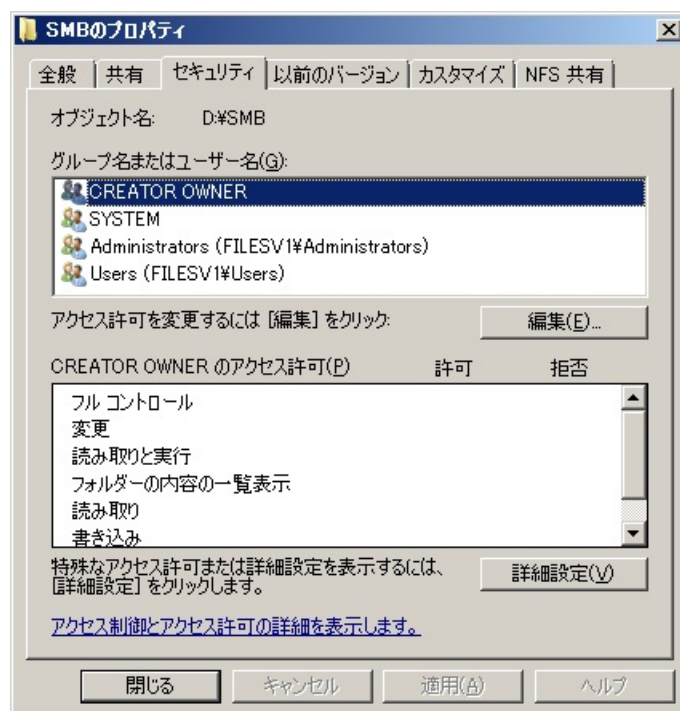 SMBのプロパティ
全般 共有 セキュリティ 以前のバージョン カスタマイズ NFS 共有
オブジェクト名: D:¥SMB
グループ名またはユーザー名(G):
CREATOR OWNER
SYSTEM
Administrators (FILESV1¥Administrators)
Users (FILESV1¥Users)
アクセス許可を変更するには [編集] をクリック: 編集(E)...
CREATOR OWNER のアクセス許可(P) 許可 拒否
フル コントロール
変更
読み取りと実行
フォルダーの内容の一覧表示
読み取り
書き込み
特殊なアクセス許可または詳細設定を表示するには、
[詳細設定] をクリックします。 詳細設定(V)
アクセス制御とアクセス許可の詳細を表示します。
閉じる キャンセル 適用(A) ヘルプ